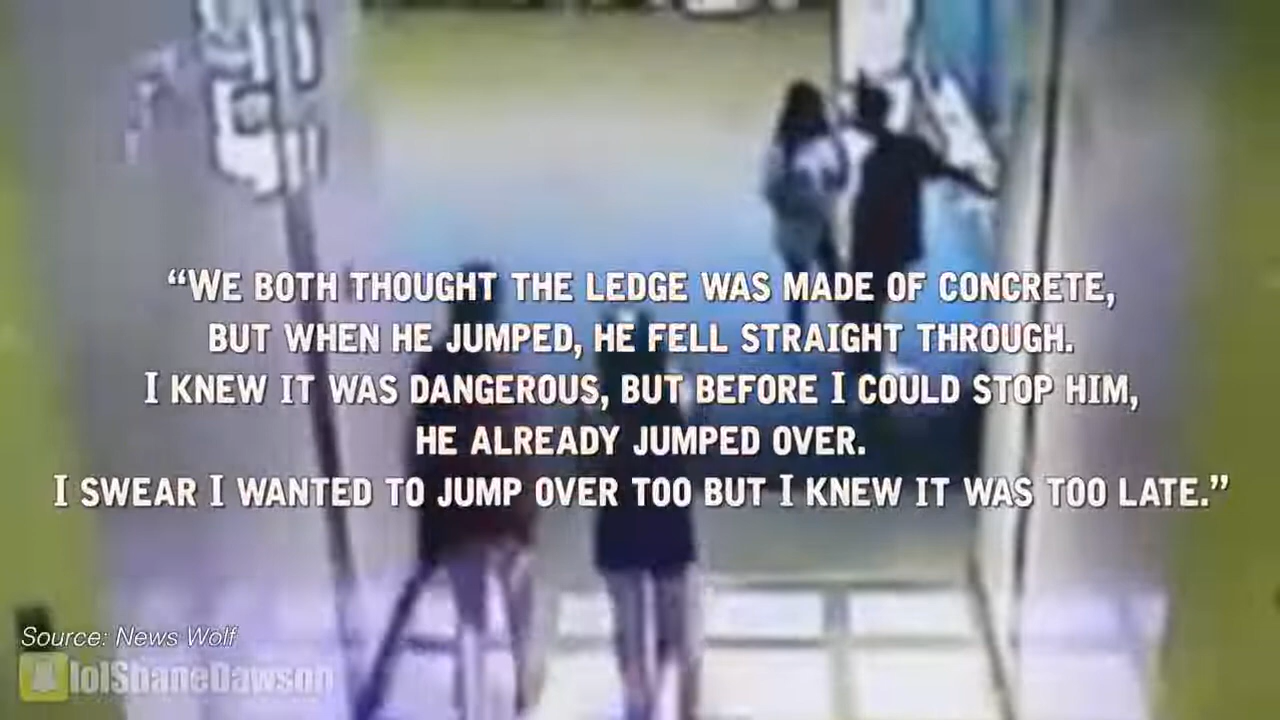 “WE BOTH THOUGHT THE LEDGE WAS MADE OF CONCRETE,
BUT WHEN HE JUMPED, HE FELL STRAIGHT THROUGH.
I KNEW IT WAS DANGEROUS, BUT BEFORE I COULD STOP HIM,
HE ALREADY JUMPED OVER.
I SWEAR I WANTED TO JUMP OVER TOO BUT I KNEW IT WAS TOO LATE.”
Source: News Wolf
lolShaneDawson